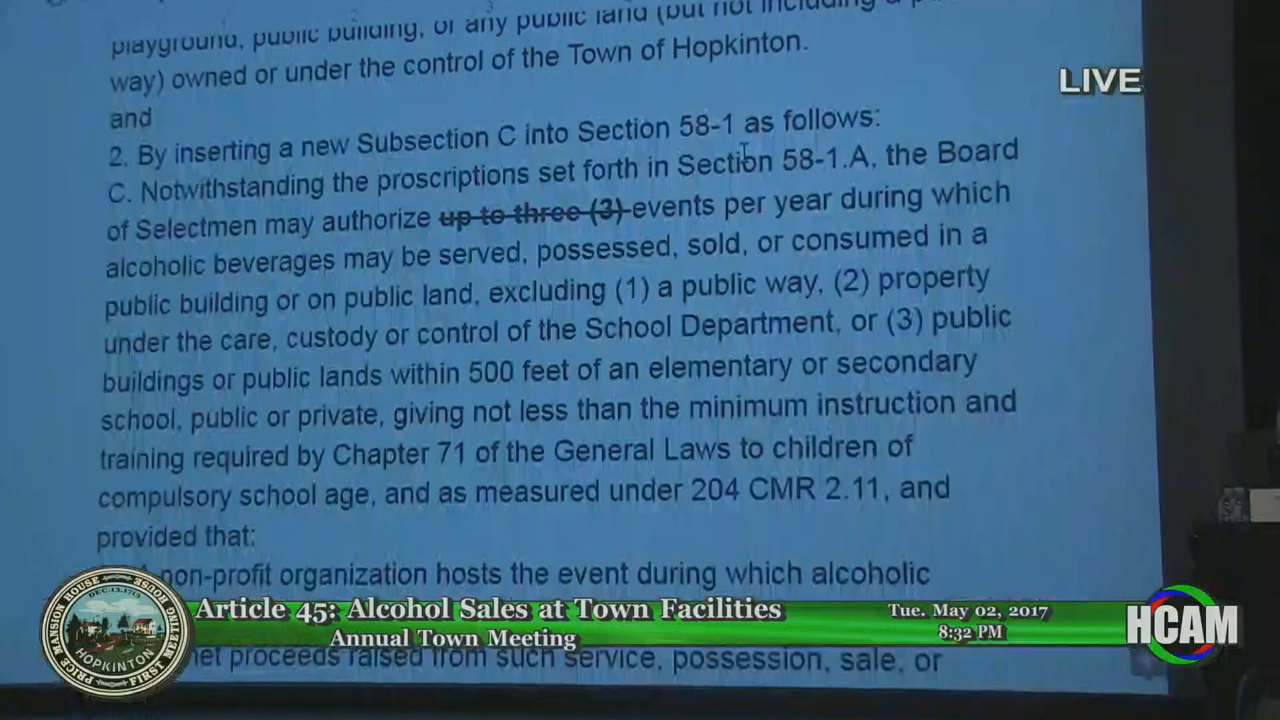 playground, public building, or any public land (but not including a
way) owned or under the control of the Town of Hopkinton.
and
2. By inserting a new Subsection C into Section 58-1 as follows:
C. Notwithstanding the proscriptions set forth in Section 58-1.A, the Board
of Selectmen may authorize up to three (3) events per year during which
alcoholic beverages may be served, possessed, sold, or consumed in a
public building or on public land, excluding (1) a public way, (2) property
under the care, custody or control of the School Department, or (3) public
buildings or public lands within 500 feet of an elementary or secondary
school, public or private, giving not less than the minimum instruction and
training required by Chapter 71 of the General Laws to children of
compulsory school age, and as measured under 204 CMR 2.11, and
provided that:
non-profit organization hosts the event during which alcoholic
net proceeds raised from such service, possession, sale, or
LIVE
Article 45: Alcohol Sales at Town Facilities
Annual Town Meeting
Tue. May 02, 2017
8:32 PM
HCAM
PRICE MANSION HOUSE
FIRST MEETING HOUSE
DEC.13.1715
HOPKINTON